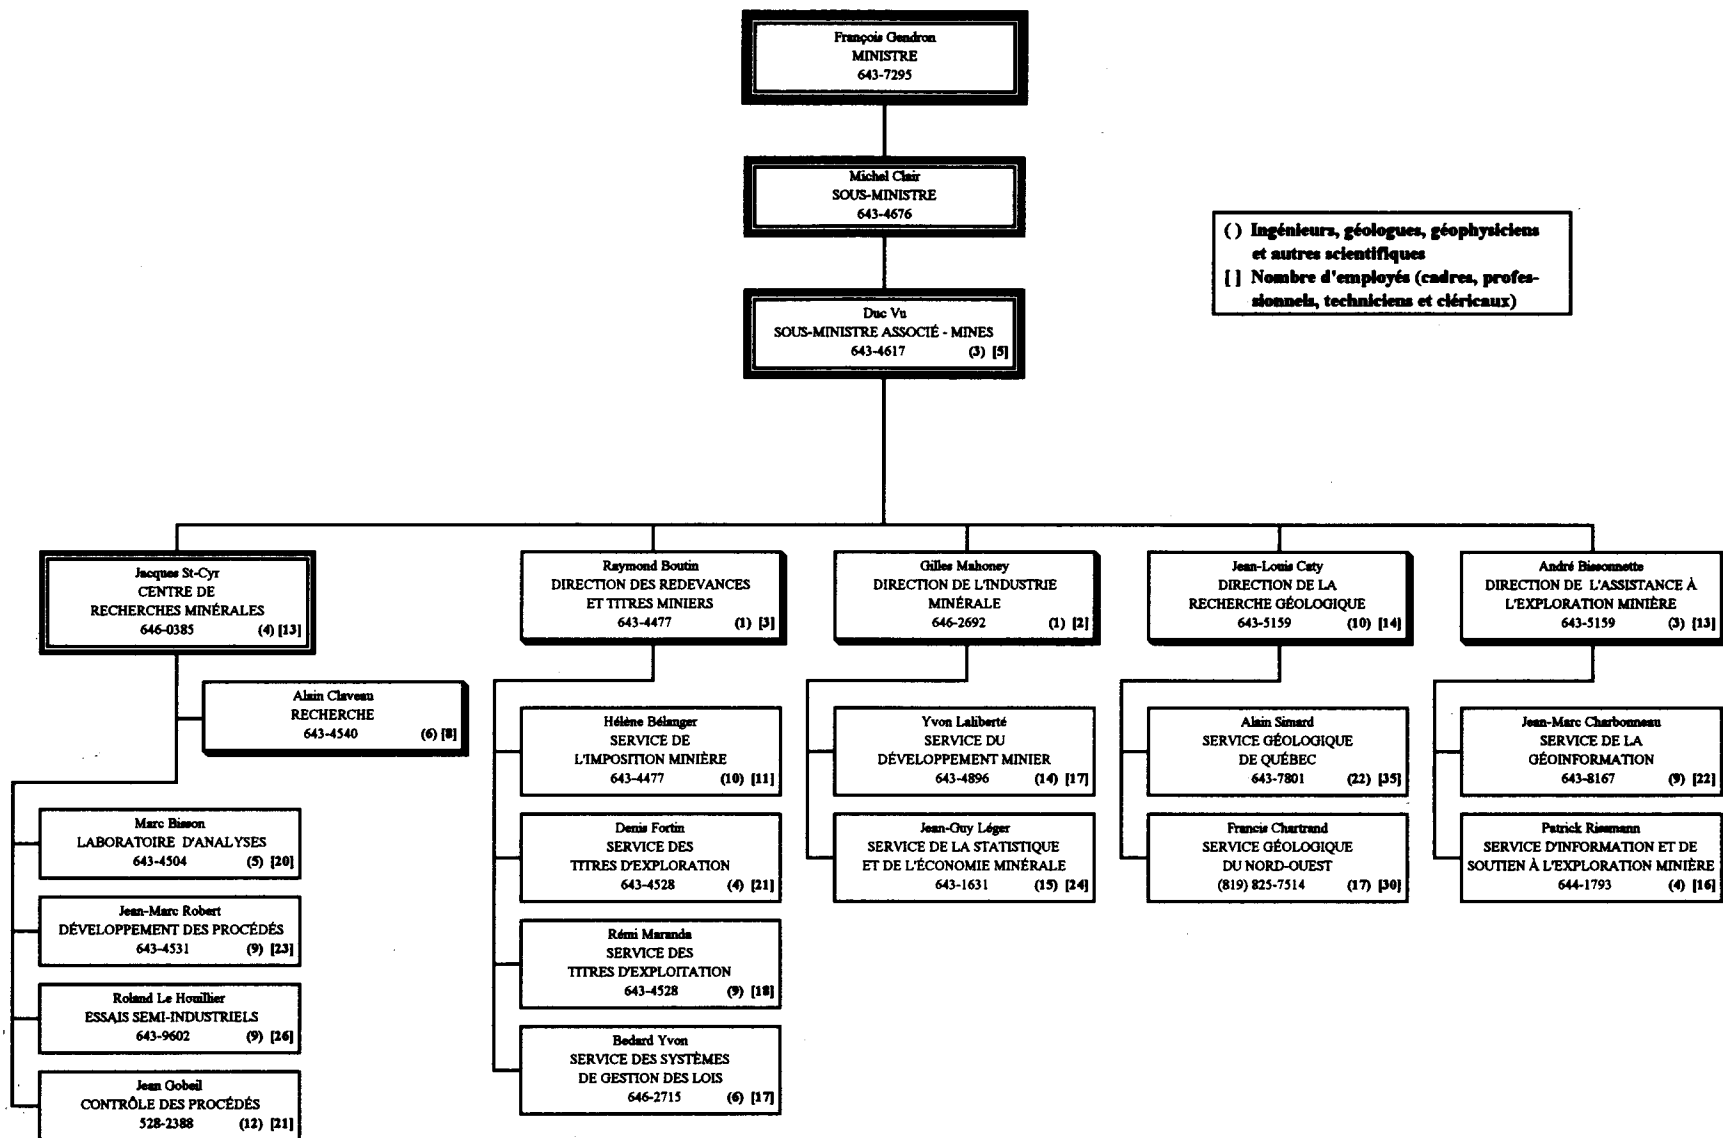 François Gendron
MINISTRE
643-7295
Michel Clair
SOUS-MINISTRE
643-4676
( ) Ingénieurs, géologues, géophysiciens
et autres scientifiques
[ ] Nombre d'employés (cadres, profes-
sionnels, techniciens et cléricaux)
Duc Vu
SOUS-MINISTRE ASSOCIÉ - MINES
643-4617 (3) [5]
Jacques St-Cyr
CENTRE DE
RECHERCHES MINÉRALES
646-0385 (4) [13]
Raymond Boutin
DIRECTION DES REDEVANCES
ET TITRES MINIERS
643-4477 (1) [3]
Gilles Mahoney
DIRECTION DE L'INDUSTRIE
MINÉRALE
646-2692 (1) [2]
Jean-Louis Caty
DIRECTION DE LA
RECHERCHE GÉOLOGIQUE
643-5159 (10) [14]
André Bissonnette
DIRECTION DE L'ASSISTANCE À
L'EXPLORATION MINIÈRE
643-5159 (3) [13]
Alain Claveau
RECHERCHE
643-4540 (6) [8]
Marc Bisson
LABORATOIRE D'ANALYSES
643-4504 (5) [20]
Jean-Marc Robert
DÉVELOPPEMENT DES PROCÉDÉS
643-4531 (9) [23]
Roland Le Houillier
ESSAIS SEMI-INDUSTRIELS
643-9602 (9) [26]
Jean Gobeil
CONTRÔLE DES PROCÉDÉS
528-2388 (12) [21]
Hélène Bélanger
SERVICE DE
L'IMPOSITION MINIÈRE
643-4477 (10) [11]
Denis Fortin
SERVICE DES
TITRES D'EXPLORATION
643-4528 (4) [21]
Rémi Maranda
SERVICE DES
TITRES D'EXPLOITATION
643-4528 (9) [18]
Bedard Yvon
SERVICE DES SYSTÈMES
DE GESTION DES LOIS
646-2715 (6) [17]
Yvon Laliberté
SERVICE DU
DÉVELOPPEMENT MINIER
643-4896 (14) [17]
Jean-Guy Léger
SERVICE DE LA STATISTIQUE
ET DE L'ÉCONOMIE MINÉRALE
643-1631 (15) [24]
Alain Simard
SERVICE GÉOLOGIQUE
DE QUÉBEC
643-7801 (22) [35]
Francis Chartrand
SERVICE GÉOLOGIQUE
DU NORD-OUEST
(819) 825-7514 (17) [30]
Jean-Marc Charbonneau
SERVICE DE LA
GÉOINFORMATION
643-8167 (9) [22]
Patrick Rissmann
SERVICE D'INFORMATION ET DE
SOUTIEN À L'EXPLORATION MINIÈRE
644-1793 (4) [16]